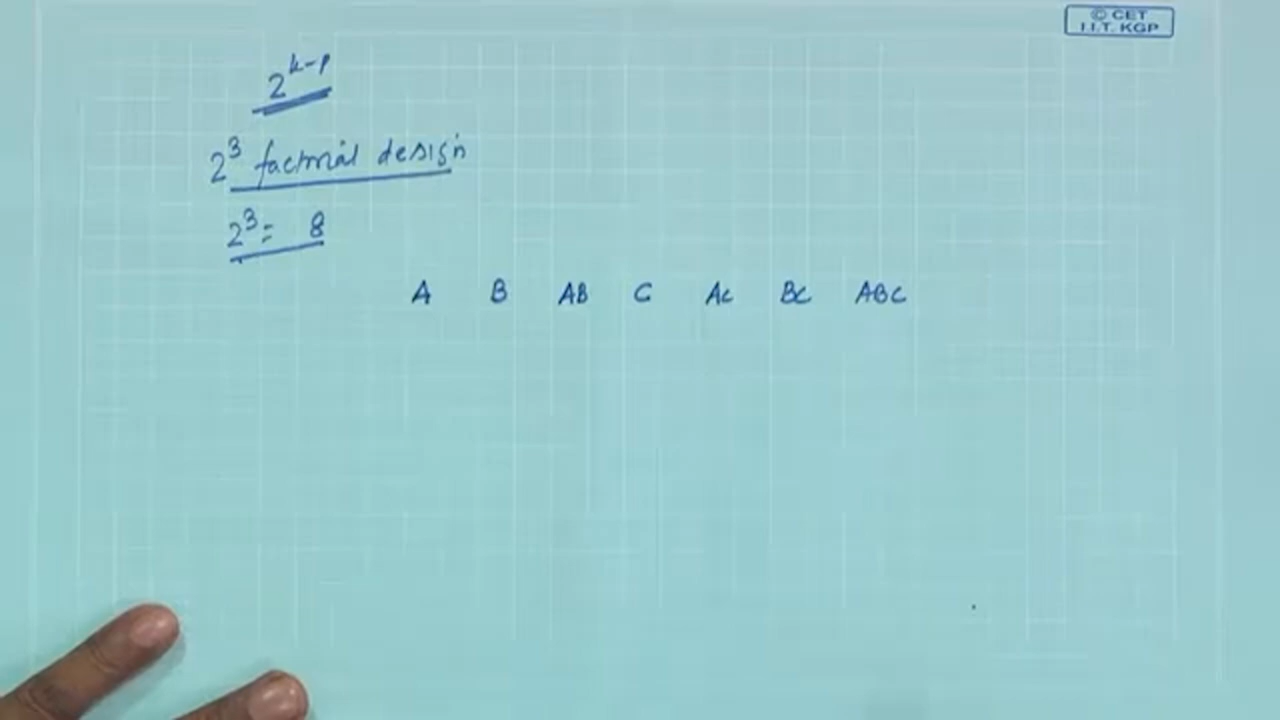 © CET
I.I.T. KGP
2^{k-p}
2^3 factorial design
2^3 = 8
A B AB C AC BC ABC